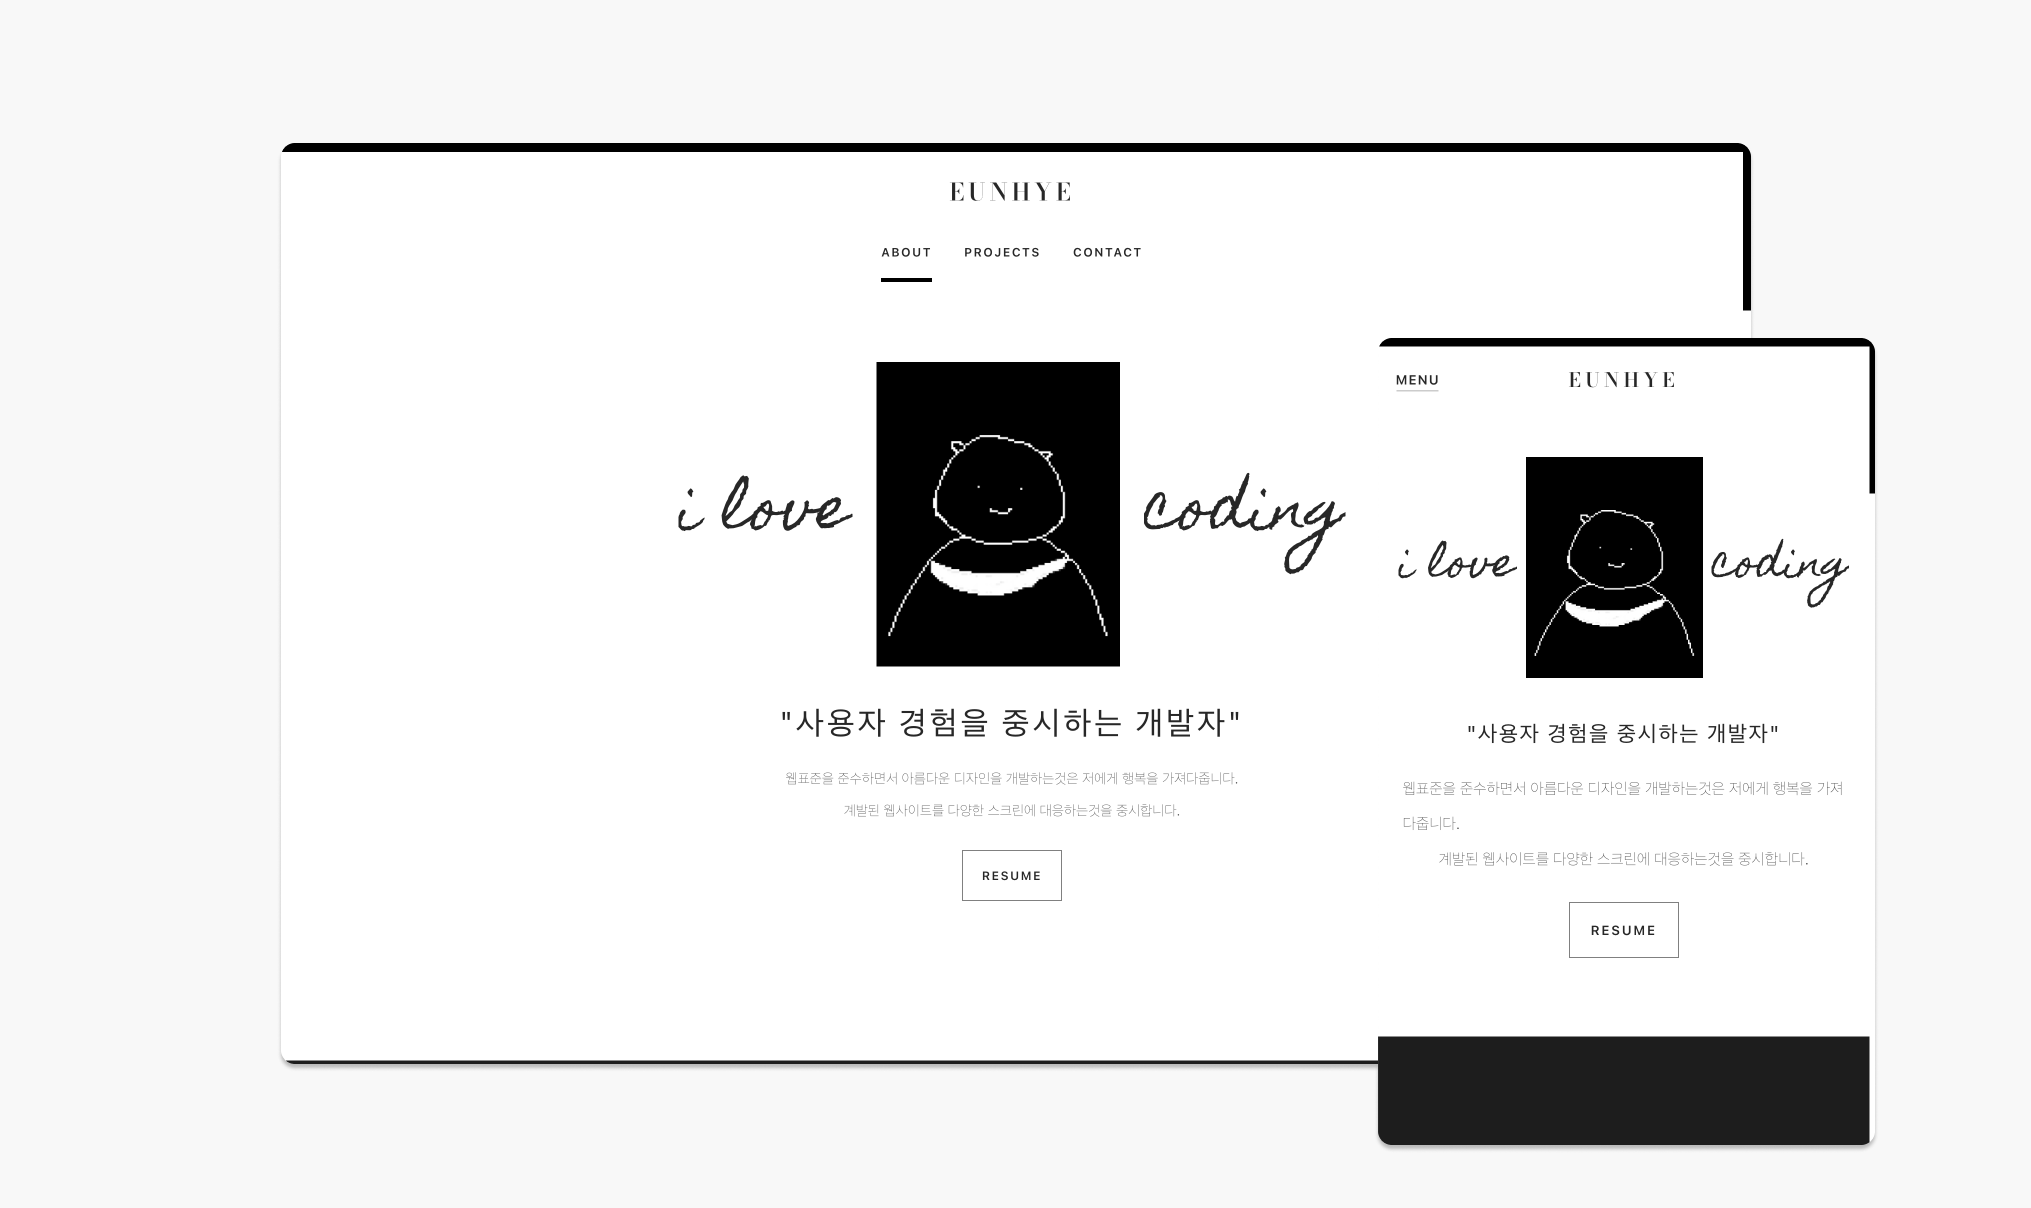 EUNHYE
ABOUT PROJECTS CONTACT
i love coding
"사용자 경험을 중시하는 개발자"
웹표준을 준수하면서 아름다운 디자인을 개발하는것은 저에게 행복을 가져다줍니다.
계발된 웹사이트를 다양한 스크린에 대응하는것을 중시합니다.
RESUME
MENU EUNHYE
i love coding
"사용자 경험을 중시하는 개발자"
웹표준을 준수하면서 아름다운 디자인을 개발하는것은 저에게 행복을 가져
다줍니다.
계발된 웹사이트를 다양한 스크린에 대응하는것을 중시합니다.
RESUME